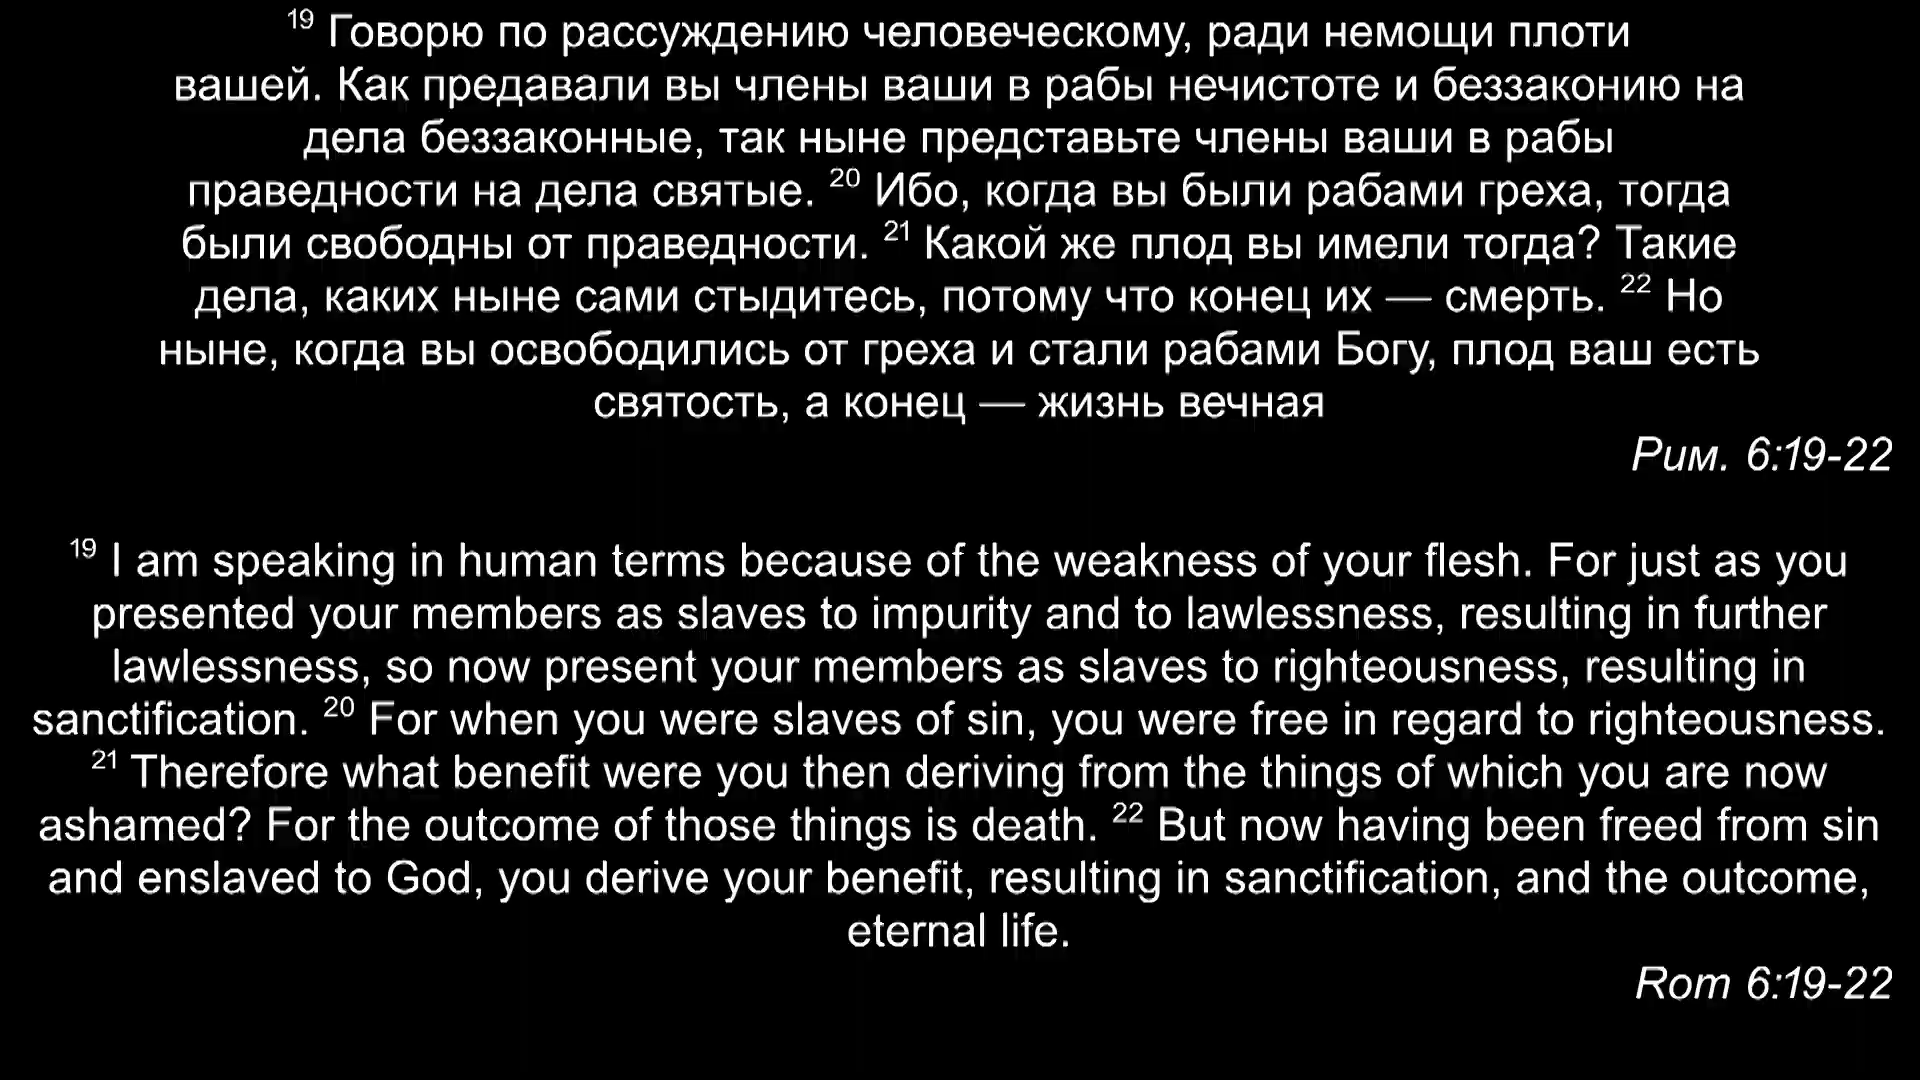 19 Говорю по рассуждению человеческому, ради немощи плоти
вашей. Как предавали вы члены ваши в рабы нечистоте и беззаконию на
дела беззаконные, так ныне представьте члены ваши в рабы
праведности на дела святые. 20 Ибо, когда вы были рабами греха, тогда
были свободны от праведности. 21 Какой же плод вы имели тогда? Такие
дела, каких ныне сами стыдитесь, потому что конец их — смерть. 22 Но
ныне, когда вы освободились от греха и стали рабами Богу, плод ваш есть
святость, а конец — жизнь вечная
Рим. 6:19-22
19 I am speaking in human terms because of the weakness of your flesh. For just as you
presented your members as slaves to impurity and to lawlessness, resulting in further
lawlessness, so now present your members as slaves to righteousness, resulting in
sanctification. 20 For when you were slaves of sin, you were free in regard to righteousness.
21 Therefore what benefit were you then deriving from the things of which you are now
ashamed? For the outcome of those things is death. 22 But now having been freed from sin
and enslaved to God, you derive your benefit, resulting in sanctification, and the outcome,
eternal life.
Rom 6:19-22